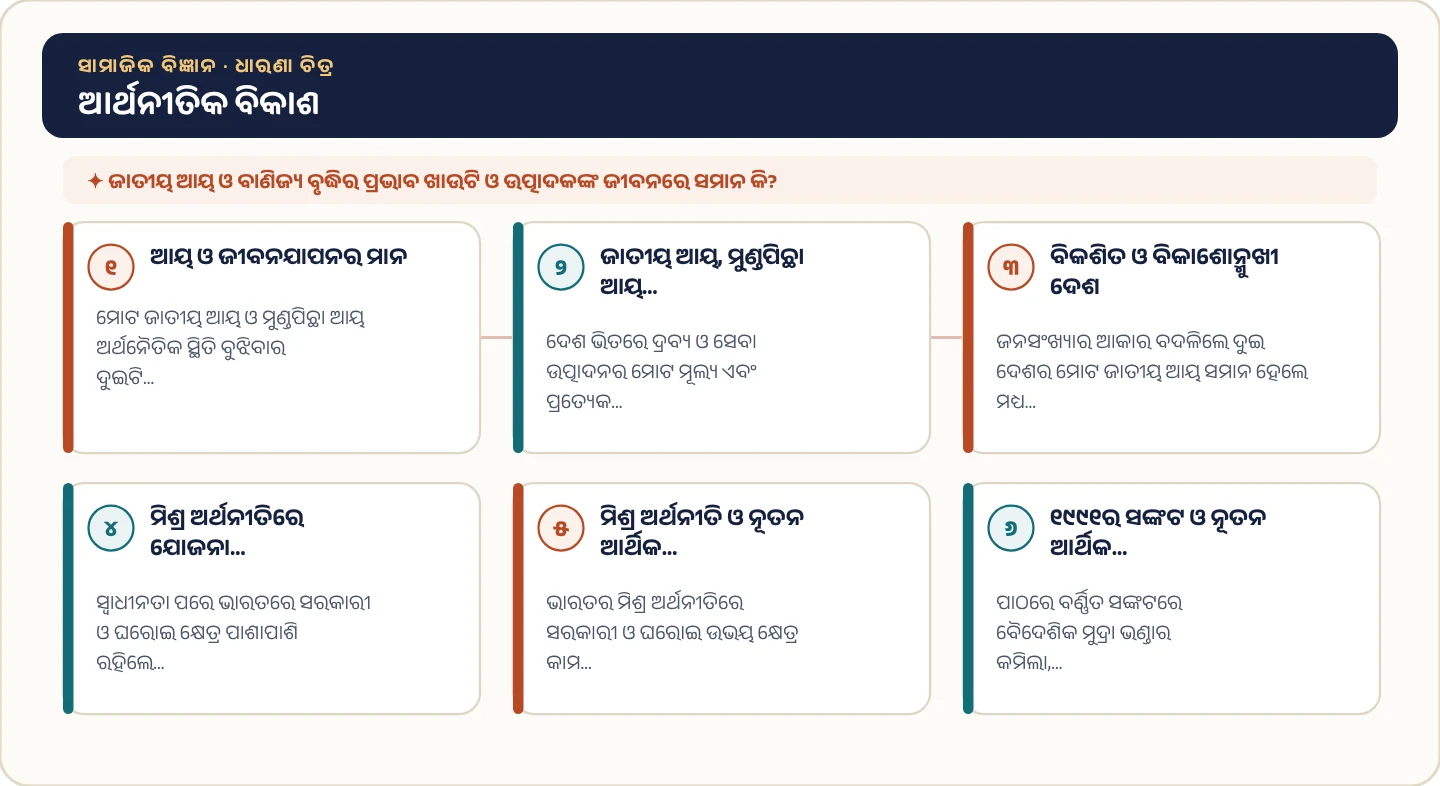 ସାମାଜିକ ବିଜ୍ଞାନ · ଧାରଣା ଚିତ୍ର
ଆର୍ଥନୀତିକ ବିକାଶ
✦ ଜାତୀୟ ଆୟ ଓ ବାଣିଜ୍ୟ ବୃଦ୍ଧିର ପ୍ରଭାବ ଖାଉଟି ଓ ଉତ୍ପାଦକଙ୍କ ଜୀବନରେ ସମାନ କି?
୧
ଆୟ ଓ ଜୀବନଯାପନର ମାନ
ମୋଟ ଜାତୀୟ ଆୟ ଓ ମୁଣ୍ଡପିଛା ଆୟ
ଅର୍ଥନୈତିକ ସ୍ଥିତି ବୁଝିବାର
ଦୁଇଟି...
୨
ଜାତୀୟ ଆୟ, ମୁଣ୍ଡପିଛା
ଆୟ...
ଦେଶ ଭିତରେ ଦ୍ରବ୍ୟ ଓ ସେବା
ଉତ୍ପାଦନର ମୋଟ ମୂଲ୍ୟ ଏବଂ
ପ୍ରତ୍ୟେକ...
୩
ବିକଶିତ ଓ ବିକାଶୋନ୍ମୁଖୀ
ଦେଶ
ଜନସଂଖ୍ୟାର ଆକାର ବଦଳିଲେ ଦୁଇ
ଦେଶର ମୋଟ ଜାତୀୟ ଆୟ ସମାନ ହେଲେ
ମଧ୍ୟ...
୪
ମିଶ୍ର ଅର୍ଥନୀତିରେ
ଯୋଜନା...
ସ୍ୱାଧୀନତା ପରେ ଭାରତରେ ସରକାରୀ
ଓ ଘରୋଇ କ୍ଷେତ୍ର ପାଶାପାଶି
ରହିଲେ...
୫
ମିଶ୍ର ଅର୍ଥନୀତି ଓ ନୂତନ
ଆର୍ଥିକ...
ଭାରତର ମିଶ୍ର ଅର୍ଥନୀତିରେ
ସରକାରୀ ଓ ଘରୋଇ ଉଭୟ କ୍ଷେତ୍ର
କାମ...
୬
୧୯୯୧ର ସଙ୍କଟ ଓ ନୂତନ
ଆର୍ଥିକ...
ପାଠରେ ବର୍ଣ୍ଣିତ ସଙ୍କଟରେ
ବୈଦେଶିକ ମୁଦ୍ରା ଭଣ୍ଡାର
କମିଲା,...